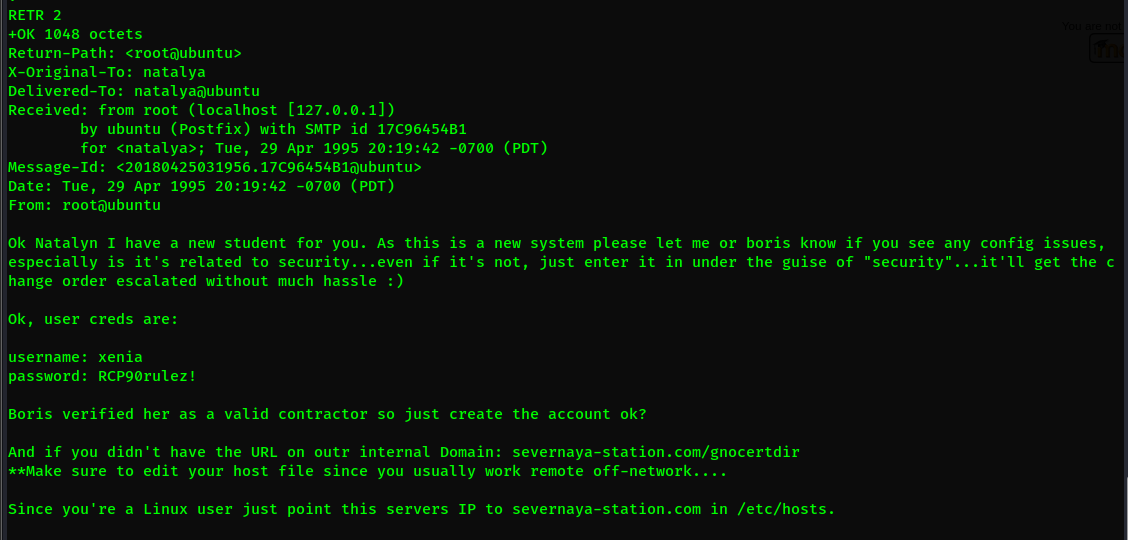 RETR 2
+OK 1048 octets
Return-Path: <root@ubuntu>
X-Original-To: natalya
Delivered-To: natalya@ubuntu
Received: from root (localhost [127.0.0.1])
by ubuntu (Postfix) with SMTP id 17C96454B1
for <natalya>; Tue, 29 Apr 1995 20:19:42 -0700 (PDT)
Message-Id: <20180425031956.17C96454B1@ubuntu>
Date: Tue, 29 Apr 1995 20:19:42 -0700 (PDT)
From: root@ubuntu
Ok Natalyn I have a new student for you. As this is a new system please let me or boris know if you see any config issues,
especially is it's related to security...even if it's not, just enter it in under the guise of "security"...it'll get the c
hange order escalated without much hassle :)
Ok, user creds are:
username: xenia
password: RCP90rulez!
Boris verified her as a valid contractor so just create the account ok?
And if you didn't have the URL on outr internal Domain: severnaya-station.com/gnocertdir
**Make sure to edit your host file since you usually work remote off-network....
Since you're a Linux user just point this servers IP to severnaya-station.com in /etc/hosts.
You are not